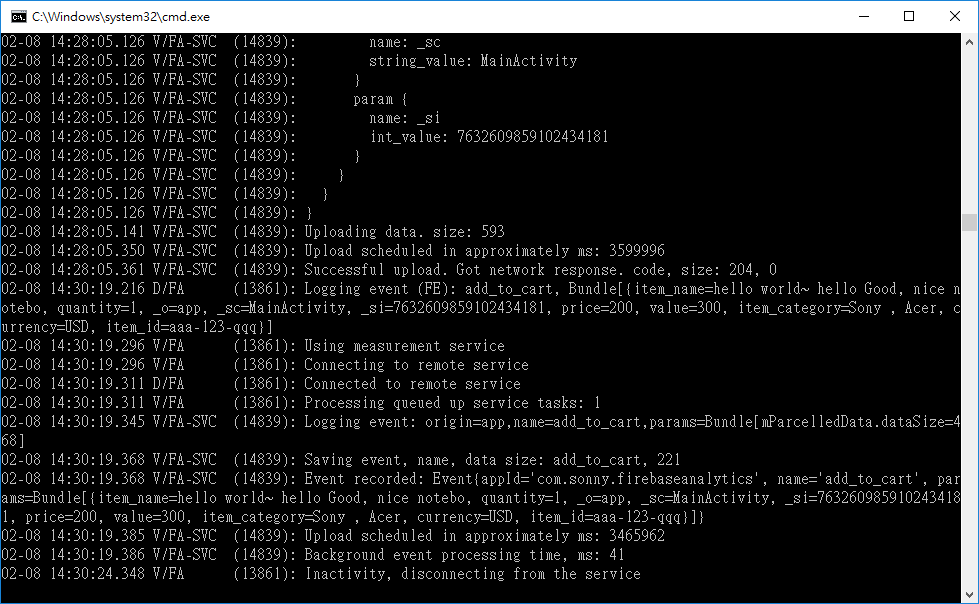 C:\Windows\system32\cmd.exe
02-08 14:28:05.126 V/FA-SVC  (14839):         name: _sc
02-08 14:28:05.126 V/FA-SVC  (14839):         string_value: MainActivity
02-08 14:28:05.126 V/FA-SVC  (14839):       }
02-08 14:28:05.126 V/FA-SVC  (14839):       param {
02-08 14:28:05.126 V/FA-SVC  (14839):         name: _si
02-08 14:28:05.126 V/FA-SVC  (14839):         int_value: 7632609859102434181
02-08 14:28:05.126 V/FA-SVC  (14839):       }
02-08 14:28:05.126 V/FA-SVC  (14839):     }
02-08 14:28:05.126 V/FA-SVC  (14839):   }
02-08 14:28:05.126 V/FA-SVC  (14839): }
02-08 14:28:05.141 V/FA-SVC  (14839): Uploading data. size: 593
02-08 14:28:05.350 V/FA-SVC  (14839): Upload scheduled in approximately ms: 3599996
02-08 14:28:05.361 V/FA-SVC  (14839): Successful upload. Got network response. code, size: 204, 0
02-08 14:30:19.216 D/FA      (13861): Logging event (FE): add_to_cart, Bundle[{item_name=hello world~ hello Good, nice n
otebo, quantity=1, _o=app, _sc=MainActivity, _si=7632609859102434181, price=200, value=300, item_category=Sony , Acer, c
urrency=USD, item_id=aaa-123-qqq}]
02-08 14:30:19.296 V/FA      (13861): Using measurement service
02-08 14:30:19.296 V/FA      (13861): Connecting to remote service
02-08 14:30:19.311 D/FA      (13861): Connected to remote service
02-08 14:30:19.311 V/FA      (13861): Processing queued up service tasks: 1
02-08 14:30:19.345 V/FA-SVC  (14839): Logging event: origin=app,name=add_to_cart,params=Bundle[mParcelledData.dataSize=4
68]
02-08 14:30:19.368 V/FA-SVC  (14839): Saving event, name, data size: add_to_cart, 221
02-08 14:30:19.368 V/FA-SVC  (14839): Event recorded: Event{appId='com.sonny.firebaseanalytics', name='add_to_cart', par
ams=Bundle[{item_name=hello world~ hello Good, nice notebo, quantity=1, _o=app, _sc=MainActivity, _si=763260985910243418
1, price=200, value=300, item_category=Sony , Acer, currency=USD, item_id=aaa-123-qqq}]}
02-08 14:30:19.385 V/FA-SVC  (14839): Upload scheduled in approximately ms: 3465962
02-08 14:30:19.386 V/FA-SVC  (14839): Background event processing time, ms: 41
02-08 14:30:24.348 V/FA      (13861): Inactivity, disconnecting from the service